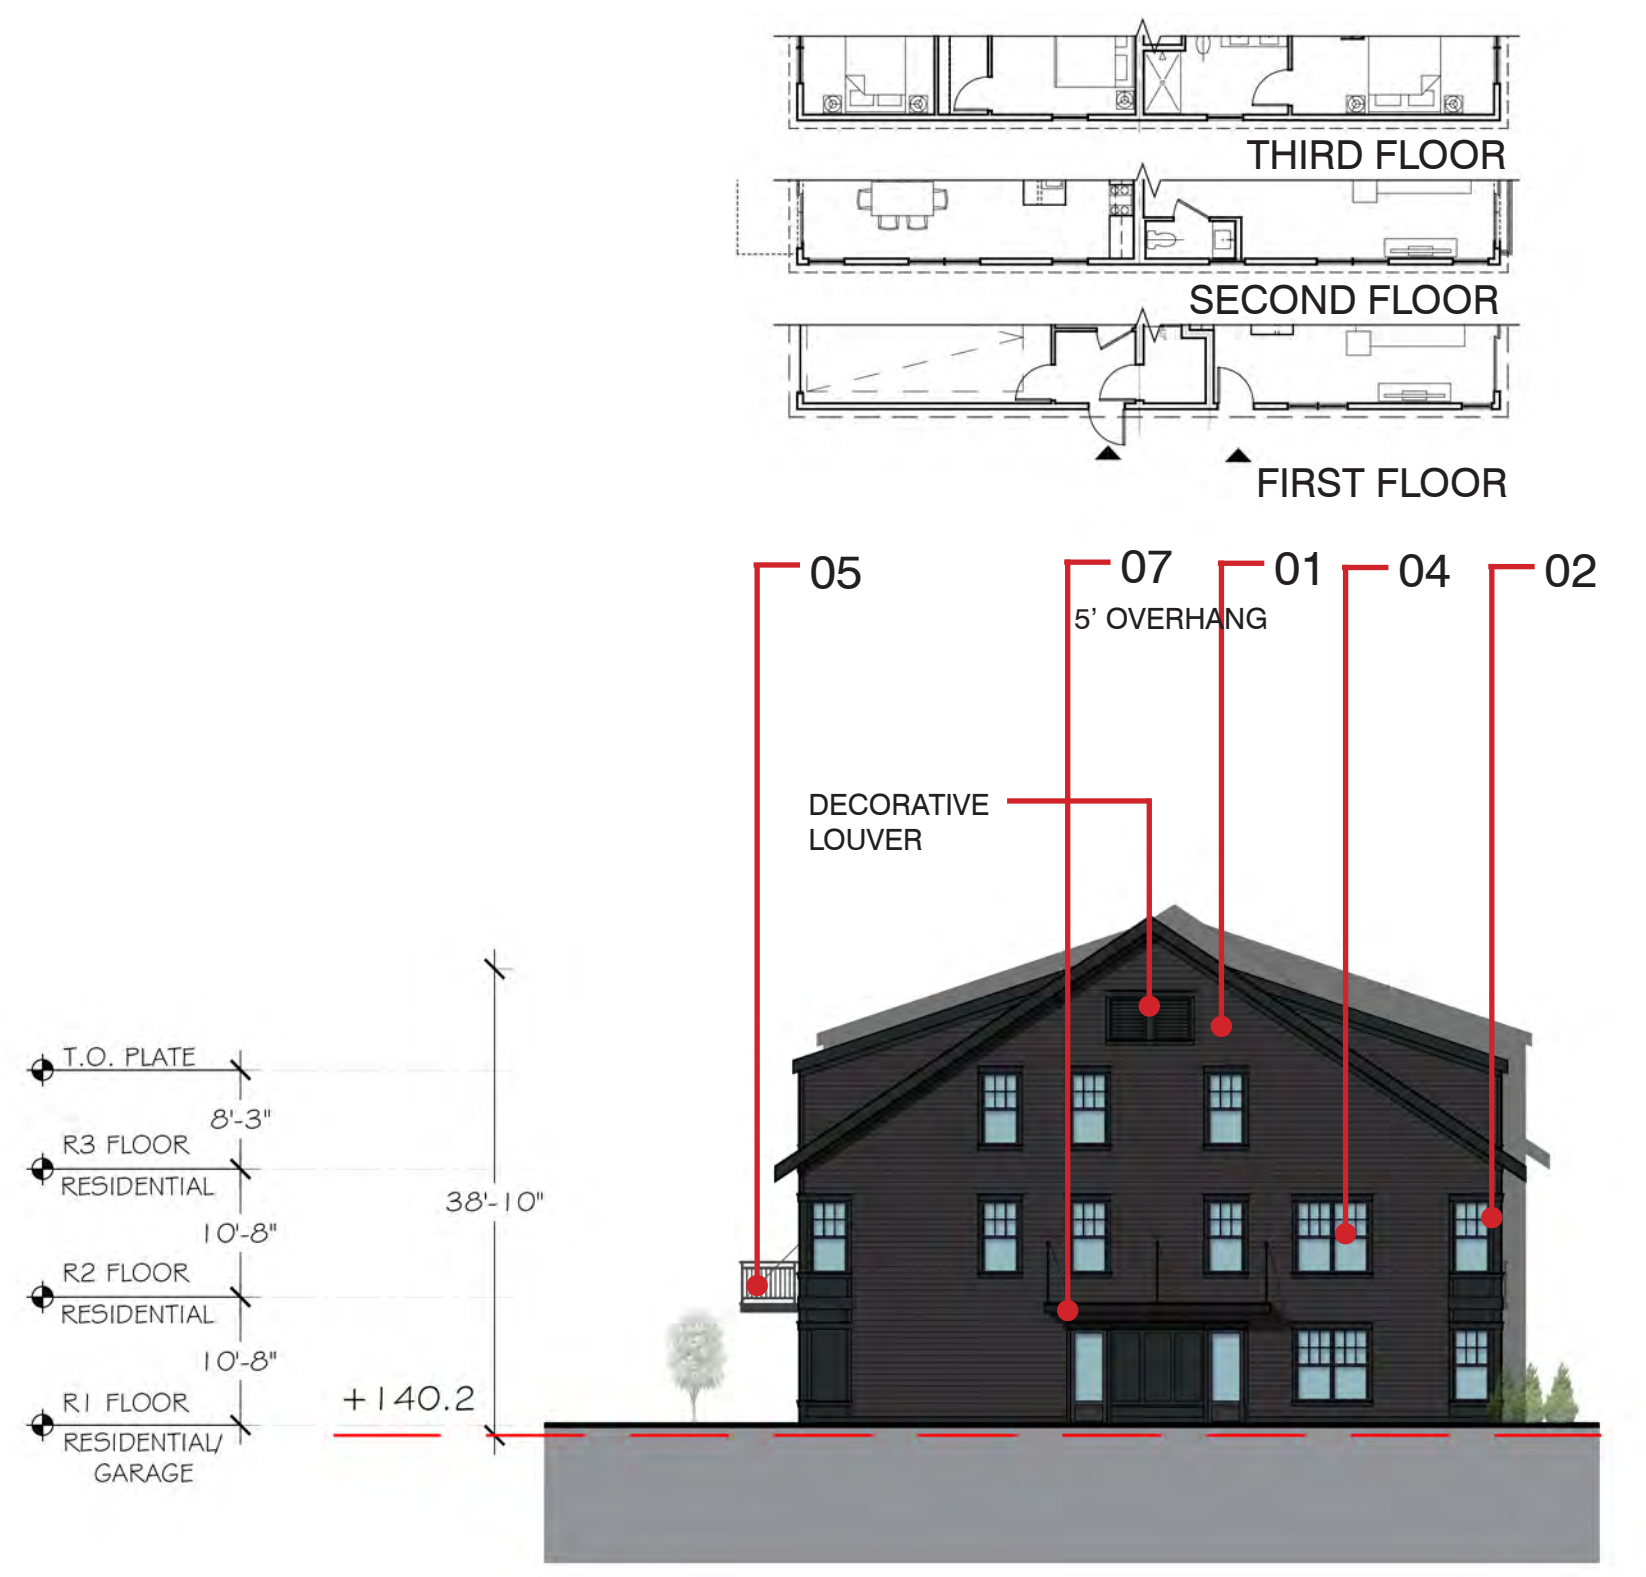 THIRD FLOOR
SECOND FLOOR
FIRST FLOOR
05
07
01
04
02
5’ OVERHANG
DECORATIVE
LOUVER
T.O. PLATE
8'-3"
R3 FLOOR
RESIDENTIAL
38'-10"
10'-8"
R2 FLOOR
RESIDENTIAL
10'-8"
R1 FLOOR
+140.2
RESIDENTIAL/
GARAGE